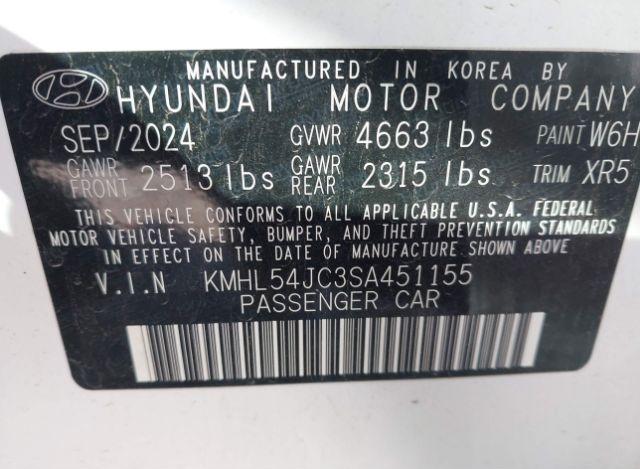 MANUFACTURED IN KOREA BY
HYUNDAI MOTOR COMPANY
SEP/2024 GVWR 4663 lbs PAINT W6H
GAWR FRONT 2513 lbs GAWR REAR 2315 lbs TRIM XR5
THIS VEHICLE CONFORMS TO ALL APPLICABLE U.S.A. FEDERAL
MOTOR VEHICLE SAFETY, BUMPER, AND THEFT PREVENTION STANDARDS
IN EFFECT ON THE DATE OF MANUFACTURE SHOWN ABOVE
V.I.N KMHL54JC3SA451155
PASSENGER CAR